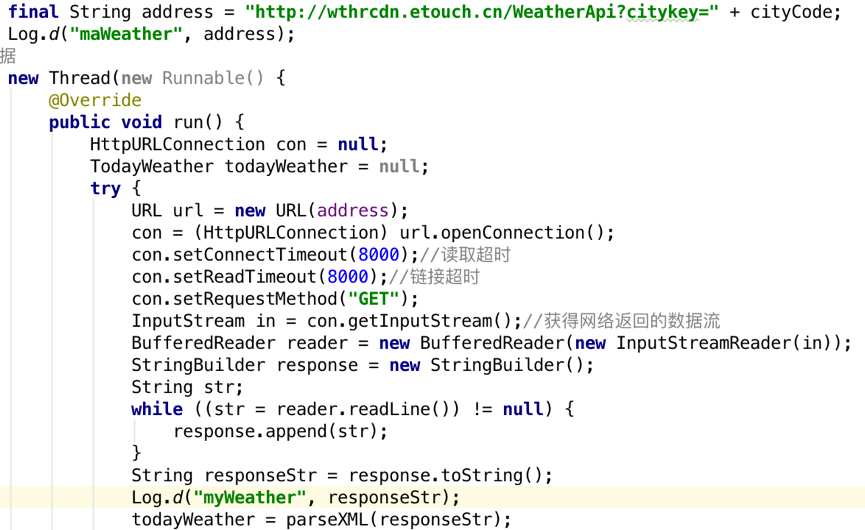 final String address = "http://wthrcdn.etouch.cn/WeatherApi?citykey=" + cityCode;
Log.d("maWeather", address);
据
new Thread(new Runnable() {
@Override
public void run() {
HttpURLConnection con = null;
TodayWeather todayWeather = null;
try {
URL url = new URL(address);
con = (HttpURLConnection) url.openConnection();
con.setConnectTimeout(8000);//读取超时
con.setReadTimeout(8000);//链接超时
con.setRequestMethod("GET");
InputStream in = con.getInputStream();//获得网络返回的数据流
BufferedReader reader = new BufferedReader(new InputStreamReader(in));
StringBuilder response = new StringBuilder();
String str;
while ((str = reader.readLine()) != null) {
response.append(str);
}
String responseStr = response.toString();
Log.d("myWeather", responseStr);
todayWeather = parseXML(responseStr);